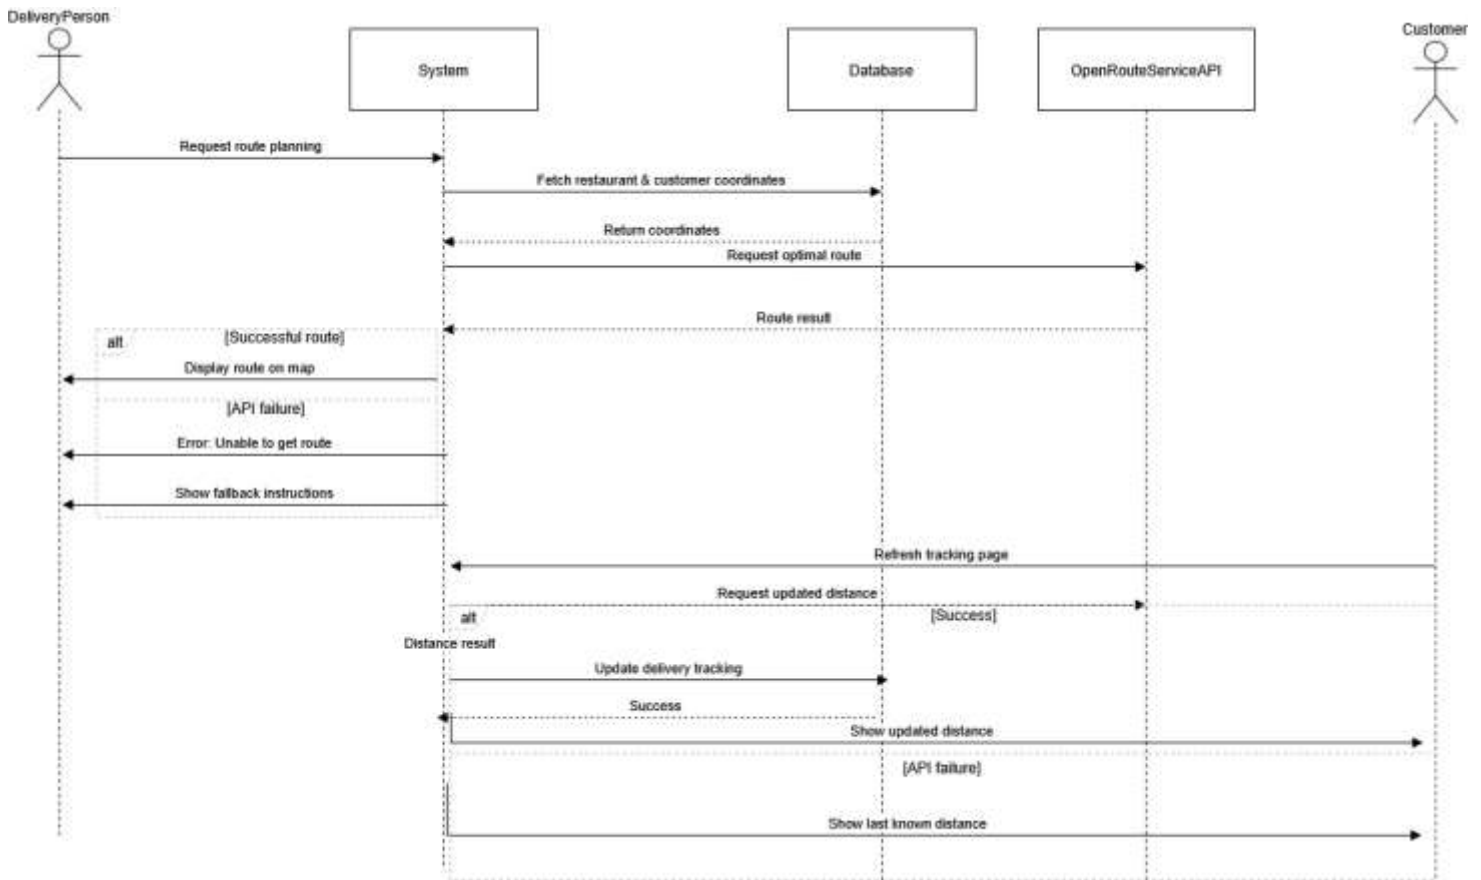 DeliveryPerson
Customer
System
Database
OpenRouteServiceAPI
Request route planning
Fetch restaurant & customer coordinates
Return coordinates
Request optimal route
Route result
alt
[Successful route]
Display route on map
[API failure]
Error: Unable to get route
Show fallback instructions
Refresh tracking page
Request updated distance
alt
[Success]
Distance result
Update delivery tracking
Success
Show updated distance
[API failure]
Show last known distance